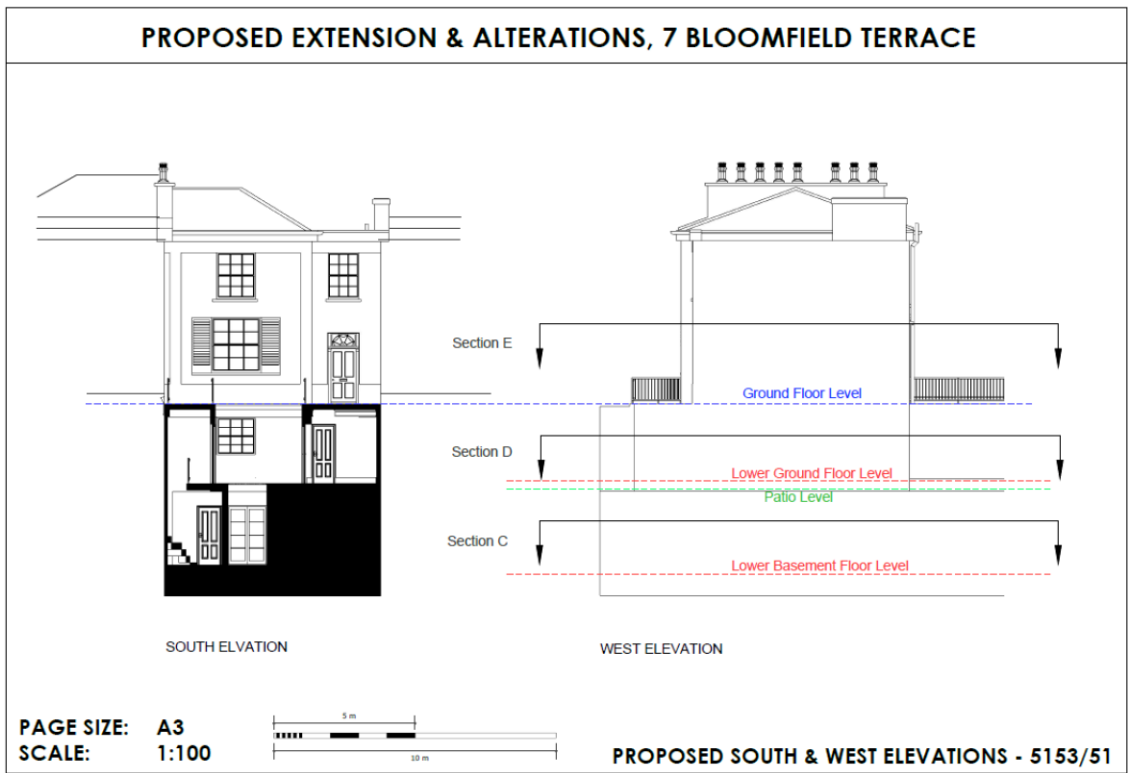 PROPOSED EXTENSION & ALTERATIONS, 7 BLOOMFIELD TERRACE
Section E
Ground Floor Level
Section D
Lower Ground Floor Level
Patio Level
Section C
Lower Basement Floor Level
SOUTH ELVATION
WEST ELEVATION
PAGE SIZE: A3
SCALE: 1:100
5 m
10 m
PROPOSED SOUTH & WEST ELEVATIONS - 5153/51